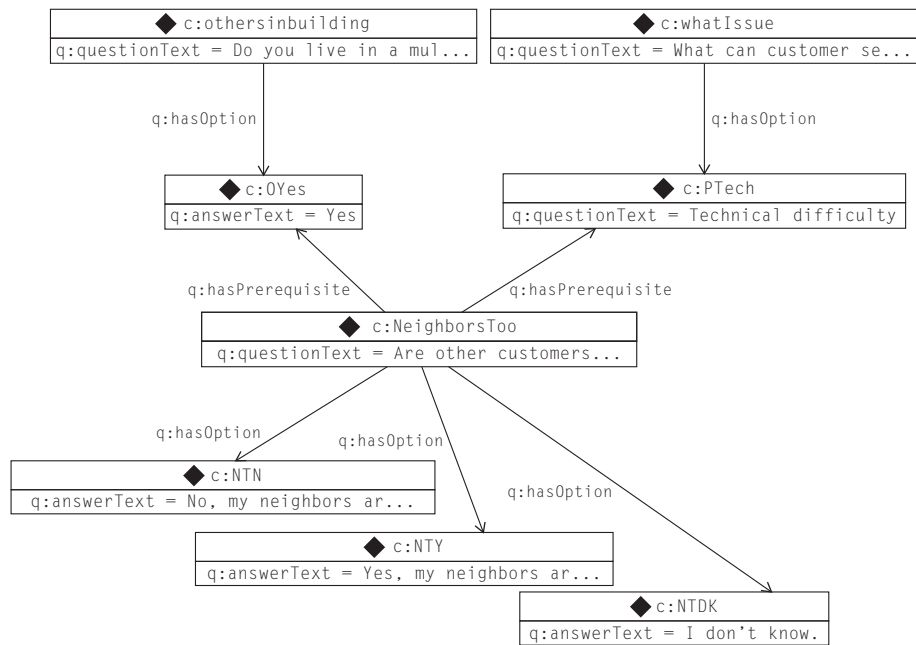 c:othersinbuilding
q:questionText = Do you live in a mul...
c:whatIssue
q:questionText = What can customer se...
q:hasOption
q:hasOption
c:OYes
q:answerText = Yes
c:PTech
q:questionText = Technical difficulty
q:hasPrerequisite
q:hasPrerequisite
c:NeighborsToo
q:questionText = Are other customers...
q:hasOption
q:hasOption
q:hasOption
c:NTN
q:answerText = No, my neighbors ar...
c:NTY
q:answerText = Yes, my neighbors ar...
c:NTDK
q:answerText = I don't know.